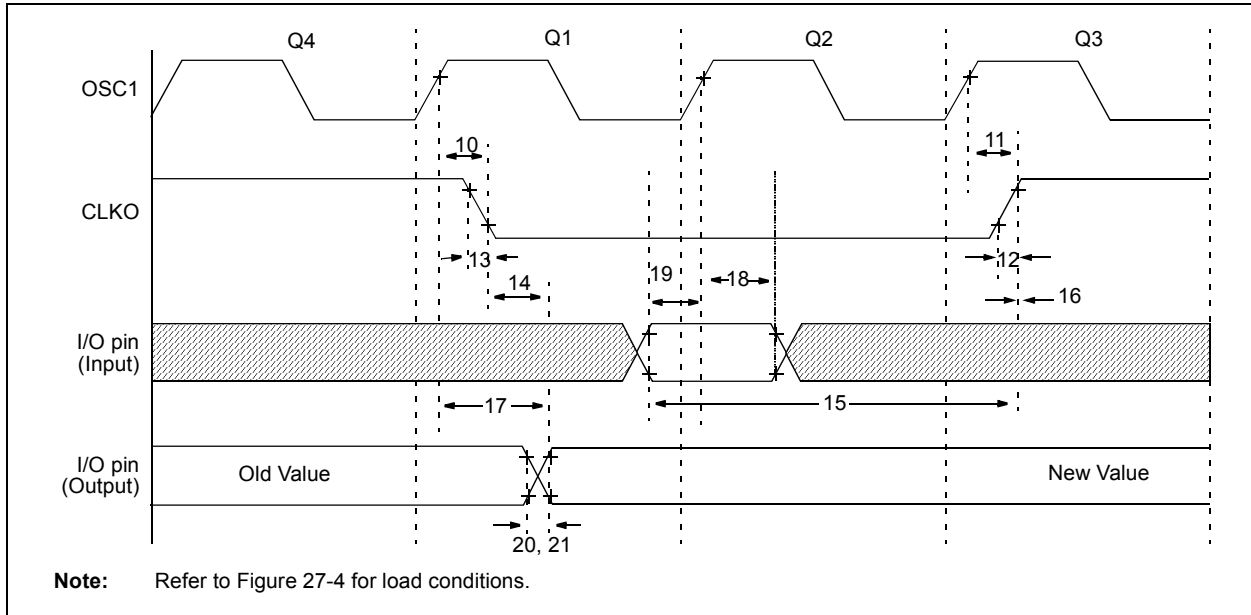 Q4 Q1 Q2 Q3
OSC1
10 11
CLKO
13 12
14 19 18 16
I/O pin
(Input)
17 15
I/O pin
(Output)
Old Value New Value
20, 21
Note: Refer to Figure 27-4 for load conditions.